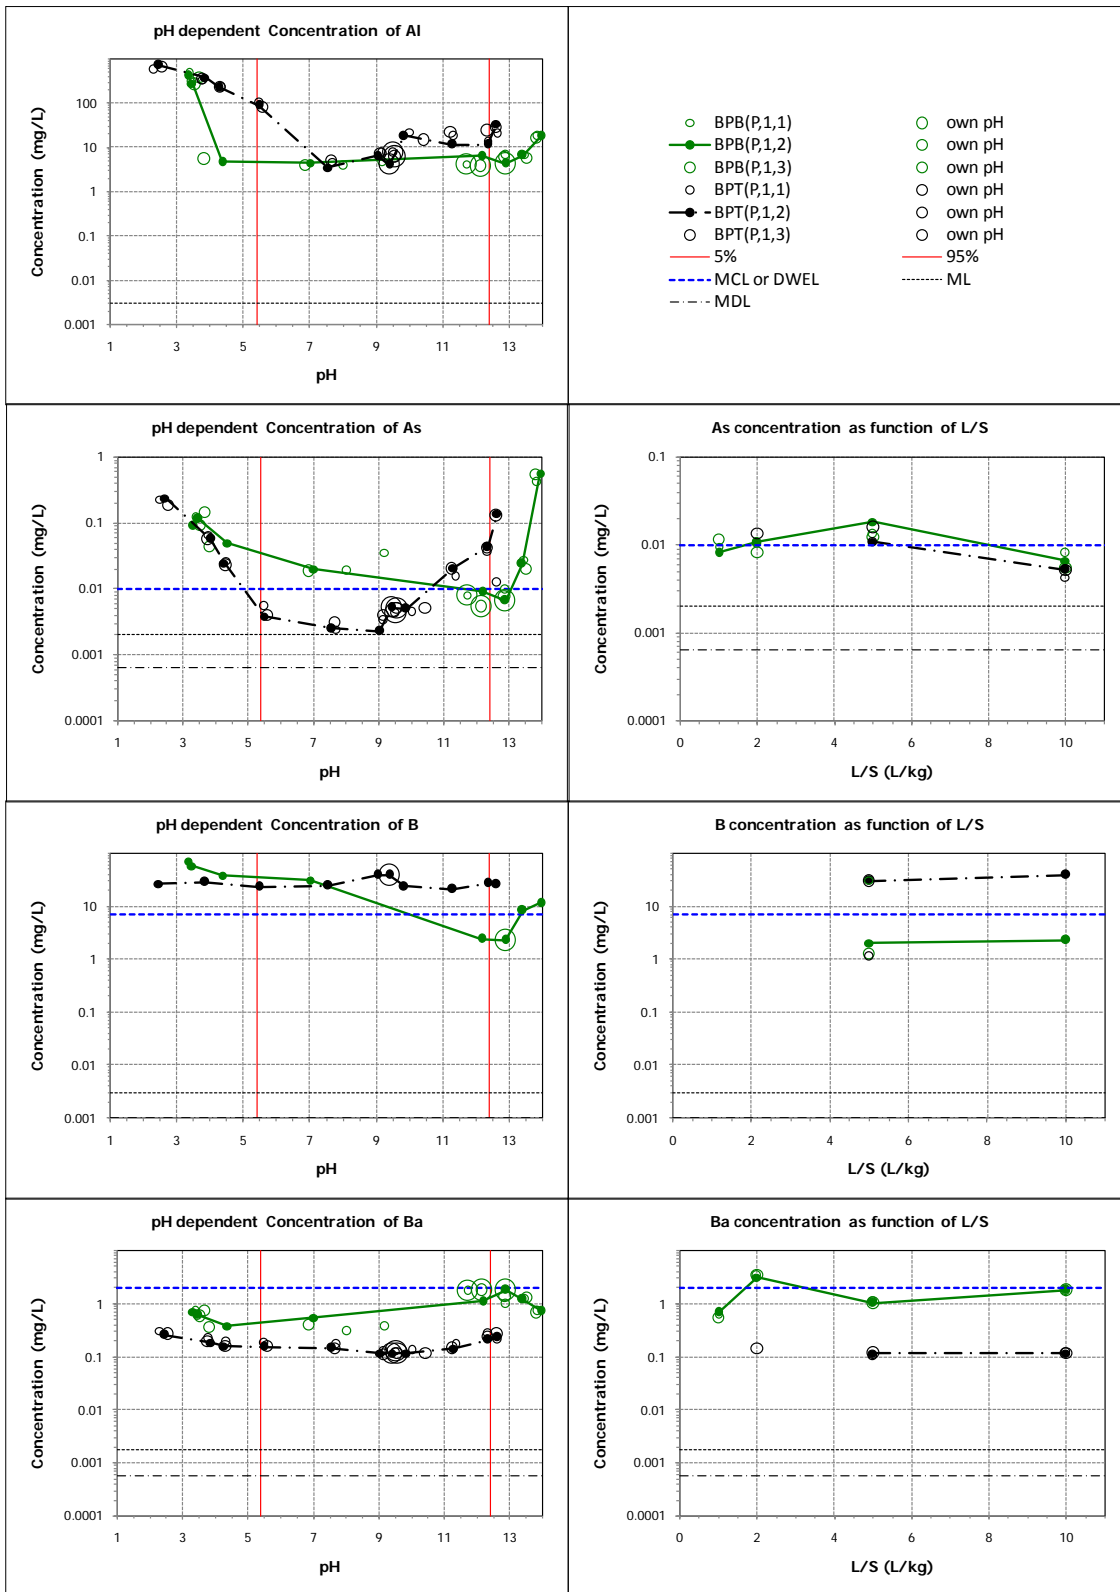 pH dependent Concentration of Al
Concentration (mg/L)
100
10
1
0.1
0.01
0.001
1 3 5 7 9 11 13
pH
BPB(P,1,1) own pH
BPB(P,1,2) own pH
BPB(P,1,3) own pH
BPT(P,1,1) own pH
BPT(P,1,2) own pH
BPT(P,1,3) own pH
5% 95%
MCL or DWEL ML
MDL
pH dependent Concentration of As
Concentration (mg/L)
1
0.1
0.01
0.001
0.0001
1 3 5 7 9 11 13
pH
As concentration as function of L/S
Concentration (mg/L)
0.1
0.01
0.001
0.0001
0 2 4 6 8 10
L/S (L/kg)
pH dependent Concentration of B
Concentration (mg/L)
10
1
0.1
0.01
0.001
1 3 5 7 9 11 13
pH
B concentration as function of L/S
Concentration (mg/L)
10
1
0.1
0.01
0.001
0 2 4 6 8 10
L/S (L/kg)
pH dependent Concentration of Ba
Concentration (mg/L)
1
0.1
0.01
0.001
0.0001
1 3 5 7 9 11 13
pH
Ba concentration as function of L/S
Concentration (mg/L)
1
0.1
0.01
0.001
0.0001
0 2 4 6 8 10
L/S (L/kg)